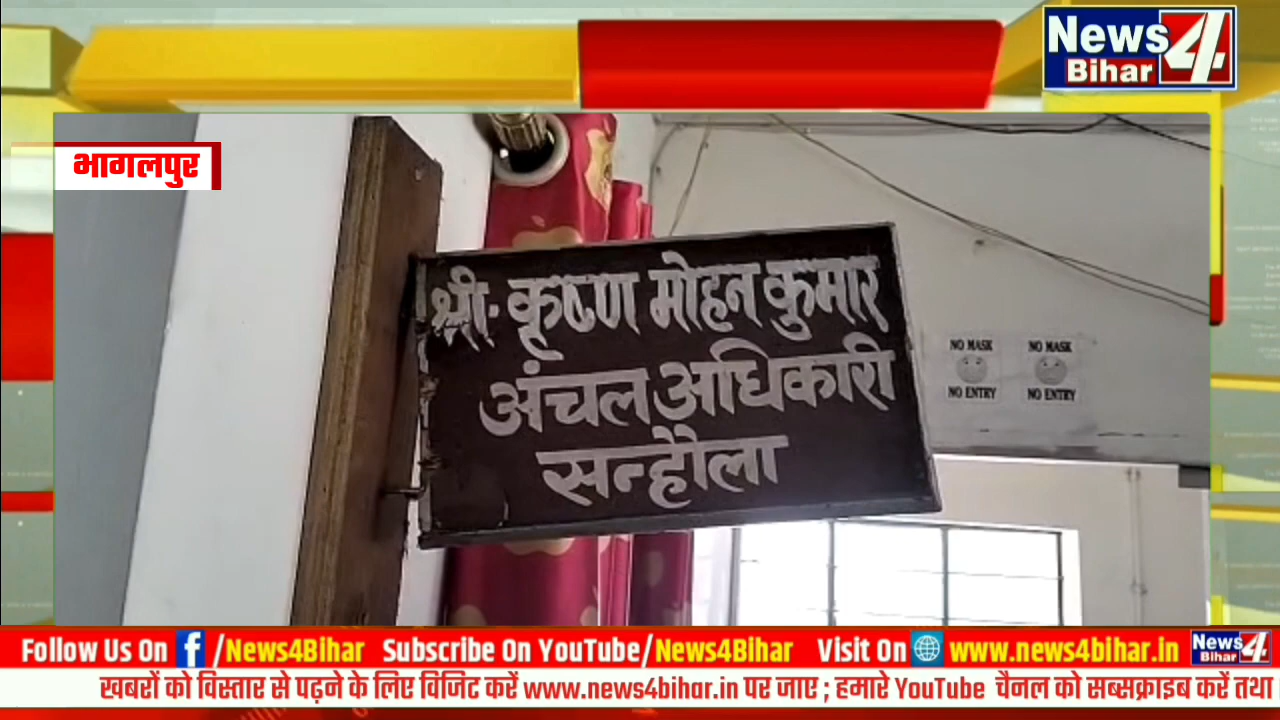 News 4
Bihar
भागलपुर
श्री. कृष्ण मोहन कुमार
अंचल अधिकारी
सन्हौला
NO MASK
NO ENTRY
NO MASK
NO ENTRY
Follow Us On f/News4Bihar Subscribe On YouTube/News4Bihar Visit On www.news4bihar.in News 4 Bihar
खबरों को विस्तार से पढ़ने के लिए विजिट करें www.news4bihar.in पर जाए ; हमारे YouTube चैनल को सब्सक्राइब करें तथा